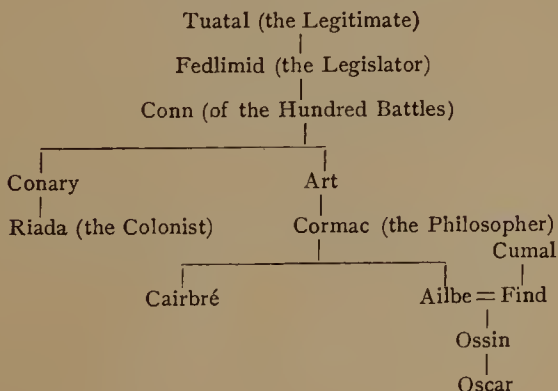 Tuatal (the Legitimate)
Fedlimid (the Legislator)
Conn (of the Hundred Battles)
Conary Art
Riada (the Colonist) Cormac (the Philosopher)
Cumal
Cairbré Ailbe = Find
Ossin
Oscar